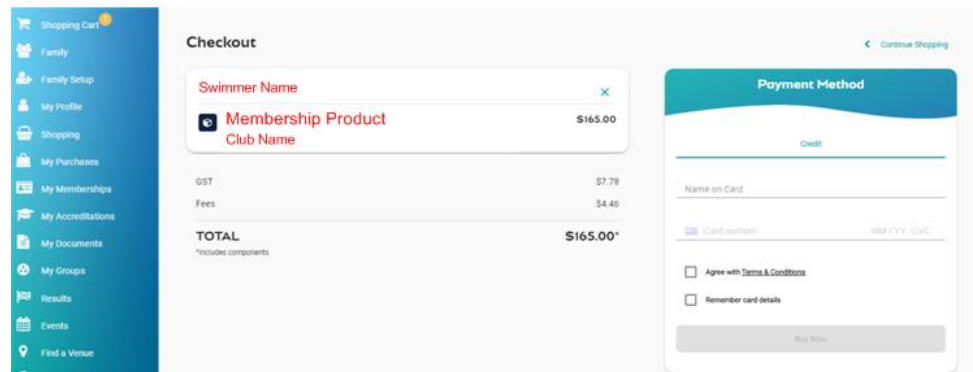 Shopping Cart
1
Family
Family Setup
My Profile
Shopping
My Purchases
My Memberships
My Accreditations
My Documents
My Groups
Results
Events
Find a Venue
Checkout
Continue Shopping
Swimmer Name
Membership Product $165.00
Club Name
GST $7.78
Fees $4.46
TOTAL $165.00*
*Includes components
Payment Method
Credit
Name on Card
Card number MM / YY CVC
Agree with Terms & Conditions
Remember card details
Buy Now